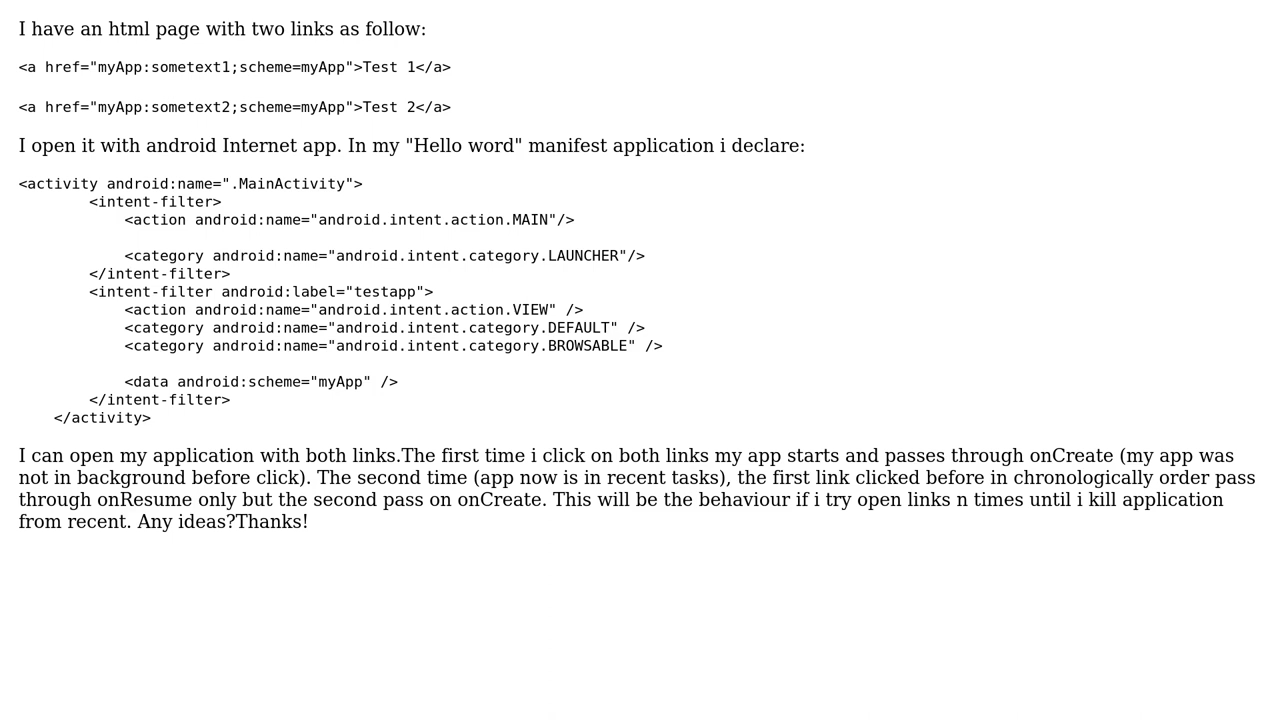 I have an html page with two links as follow:
<a href="myApp:sometext1;scheme=myApp">Test 1</a>
<a href="myApp:sometext2;scheme=myApp">Test 2</a>
I open it with android Internet app. In my "Hello word" manifest application i declare:
<activity android:name=".MainActivity">
<intent-filter>
<action android:name="android.intent.action.MAIN"/>
<category android:name="android.intent.category.LAUNCHER"/>
</intent-filter>
<intent-filter android:label="testapp">
<action android:name="android.intent.action.VIEW" />
<category android:name="android.intent.category.DEFAULT" />
<category android:name="android.intent.category.BROWSABLE" />
<data android:scheme="myApp" />
</intent-filter>
</activity>
I can open my application with both links.The first time i click on both links my app starts and passes through onCreate (my app was
not in background before click). The second time (app now is in recent tasks), the first link clicked before in chronologically order pass
through onResume only but the second pass on onCreate. This will be the behaviour if i try open links n times until i kill application
from recent. Any ideas?Thanks!